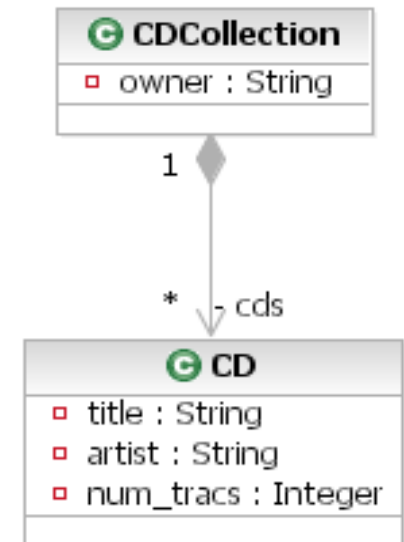 C CDCollection
owner : String
1
* - cds
C CD
title : String
artist : String
num_tracs : Integer